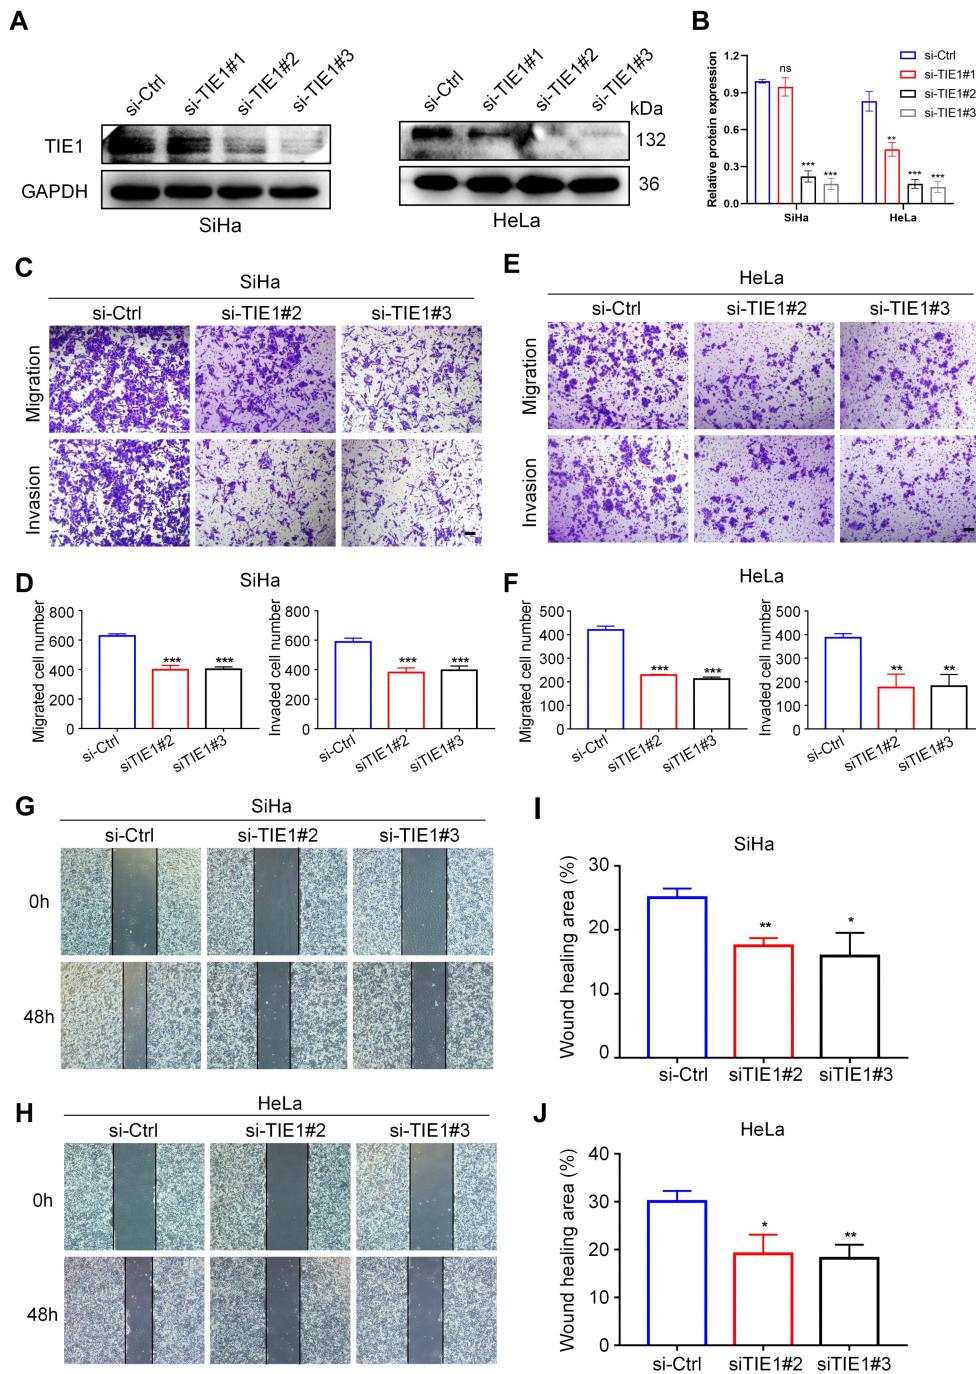 A
si-Ctrl
si-TIE1#1
si-TIE1#2
si-TIE1#3
TIE1
GAPDH
SiHa
si-Ctrl
si-TIE1#1
si-TIE1#2
si-TIE1#3
kDa
132
36
HeLa
B
Relative protein expression
1.2
0.9
0.6
0.3
0.0
ns
***
***
**
***
***
SiHa
HeLa
si-Ctrl
si-TIE1#1
si-TIE1#2
si-TIE1#3
C
SiHa
si-Ctrl
si-TIE1#2
si-TIE1#3
Migration
Invasion
E
HeLa
si-Ctrl
si-TIE1#2
si-TIE1#3
Migration
Invasion
D
SiHa
Migrated cell number
800
600
400
200
0
***
***
si-Ctrl
siTIE1#2
siTIE1#3
Invaded cell number
800
600
400
200
0
***
***
si-Ctrl
siTIE1#2
siTIE1#3
F
HeLa
Migrated cell number
500
400
300
200
100
0
***
***
si-Ctrl
siTIE1#2
siTIE1#3
Invaded cell number
500
400
300
200
100
0
**
**
si-Ctrl
siTIE1#2
siTIE1#3
G
SiHa
si-Ctrl
si-TIE1#2
si-TIE1#3
0h
48h
I
SiHa
Wound healing area (%)
30
20
10
0
**
*
si-Ctrl
siTIE1#2
siTIE1#3
H
HeLa
si-Ctrl
si-TIE1#2
si-TIE1#3
0h
48h
J
HeLa
Wound healing area (%)
40
30
20
10
0
*
**
si-Ctrl
siTIE1#2
siTIE1#3